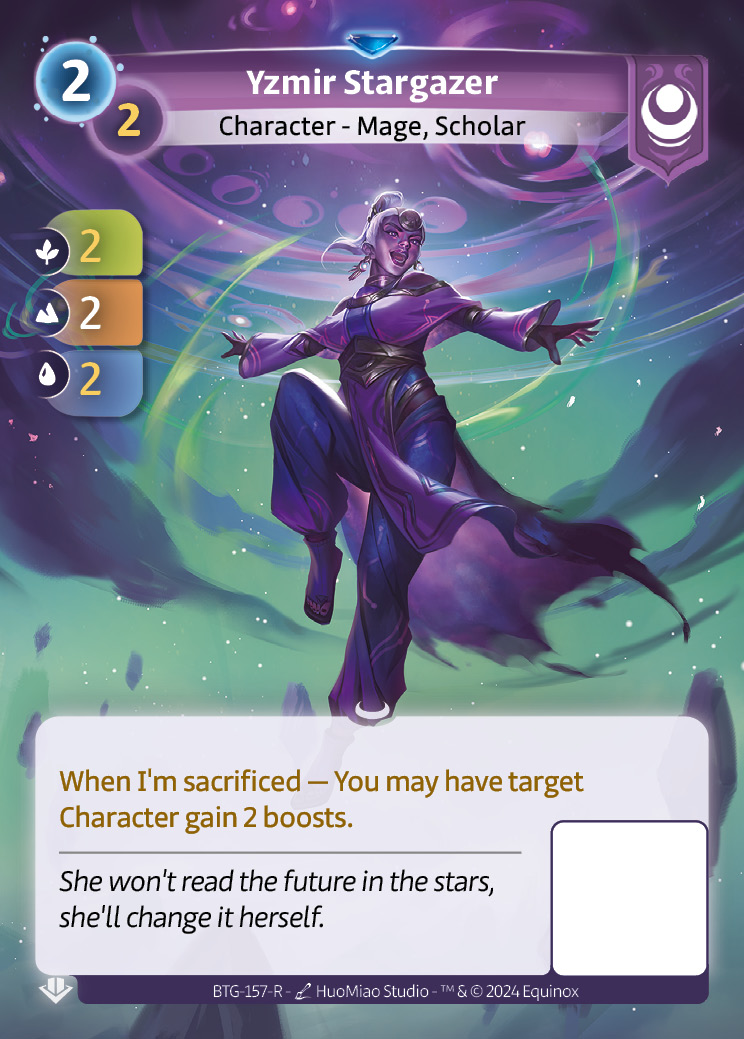 2
Yzmir Stargazer
2
Character - Mage, Scholar
2
2
2
When I'm sacrificed — You may have target
Character gain 2 boosts.
She won't read the future in the stars,
she'll change it herself.
BTG-157-R - HuoMiao Studio - ™ & © 2024 Equinox